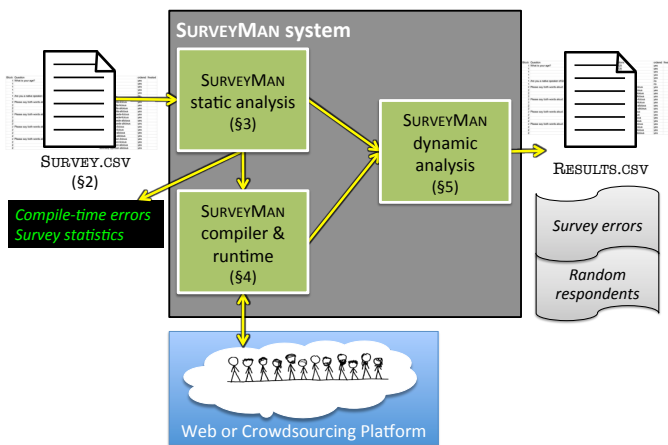 SURVEYMAN system
SURVEY.CSV
(§2)
SURVEYMAN
static analysis
(§3)
Compile-time errors
Survey statistics
SURVEYMAN
compiler &
runtime
(§4)
SURVEYMAN
dynamic
analysis
(§5)
RESULTS.CSV
Survey errors
Random
respondents
Web or Crowdsourcing Platform